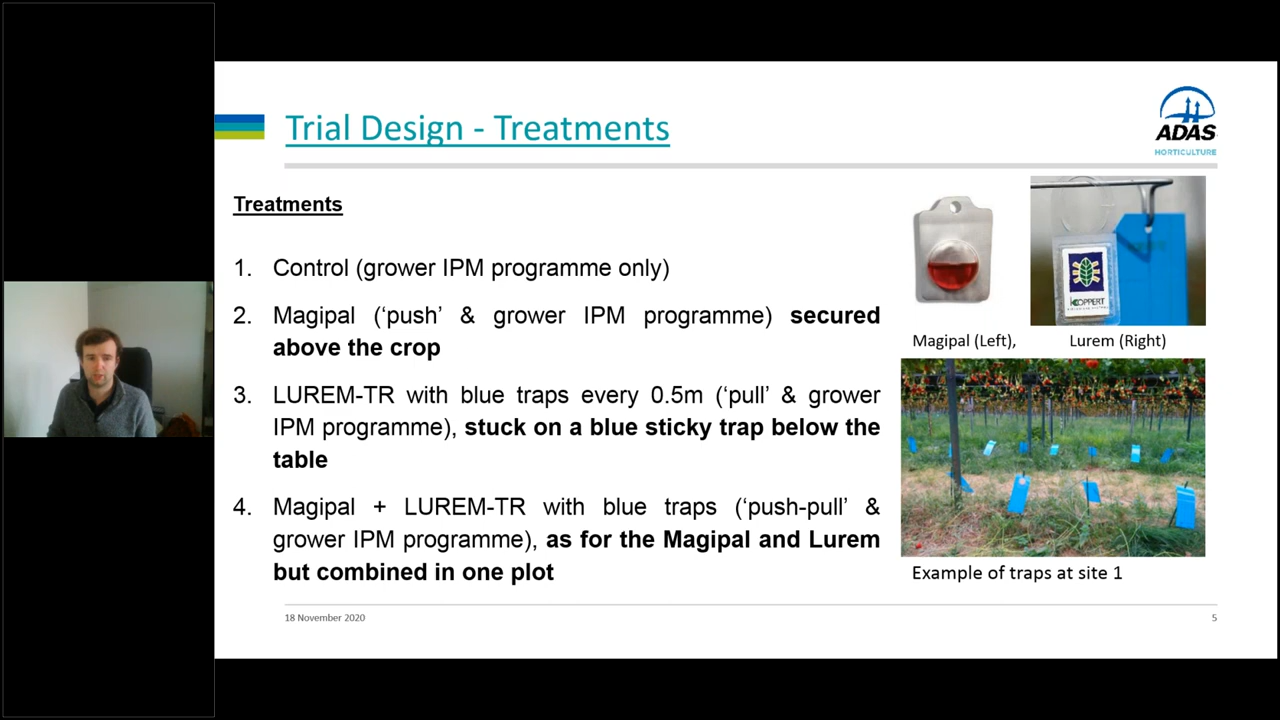 Trial Design - Treatments
ADAS
HORTICULTURE
Treatments
1. Control (grower IPM programme only)
2. Magipal (‘push’ & grower IPM programme) secured
above the crop
3. LUREM-TR with blue traps every 0.5m (‘pull’ & grower
IPM programme), stuck on a blue sticky trap below the
table
4. Magipal + LUREM-TR with blue traps (‘push-pull’ &
grower IPM programme), as for the Magipal and Lurem
but combined in one plot
KOPPERT
Magipal (Left), Lurem (Right)
Example of traps at site 1
18 November 2020
5